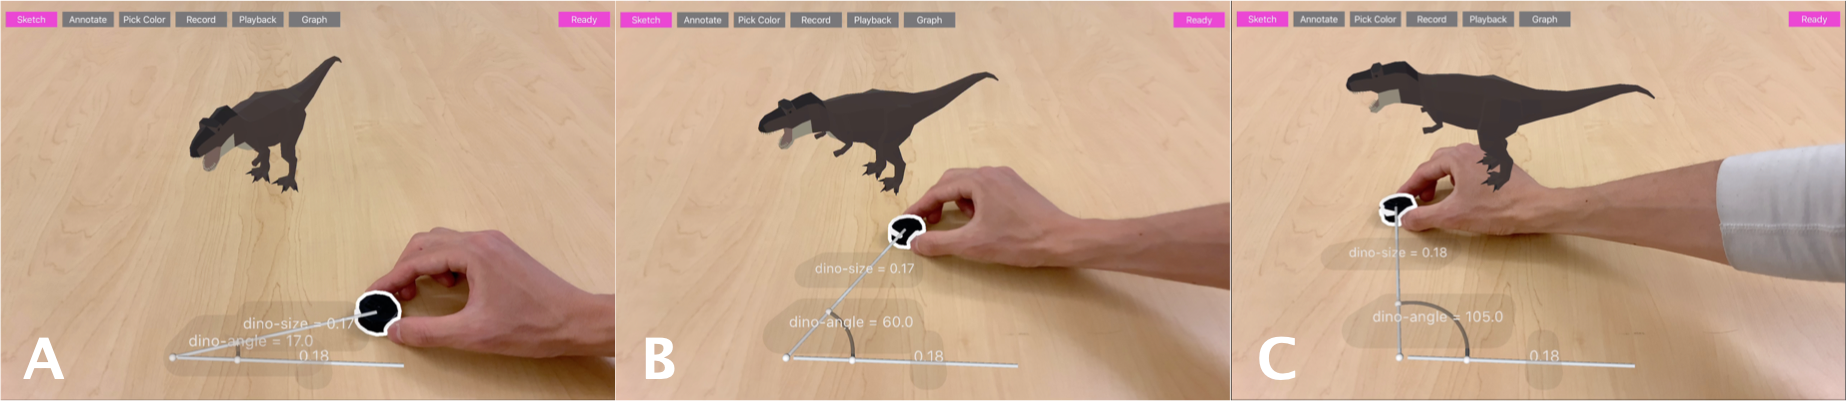 Sketch Annotate Pick Color Record Playback Graph Ready
dino-size = 0.17
dino-angle = 17.0
0.18
A
Sketch Annotate Pick Color Record Playback Graph Ready
dino-size = 0.17
dino-angle = 60.0
0.18
B
Sketch Annotate Pick Color Record Playback Graph Ready
dino-size = 0.18
dino-angle = 105.0
0.18
C